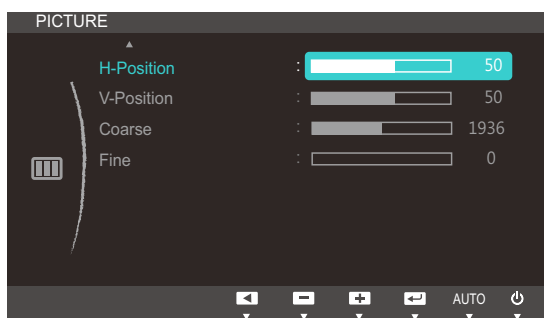 PICTURE
H-Position : 50
V-Position : 50
Coarse : 1936
Fine : 0
AUTO